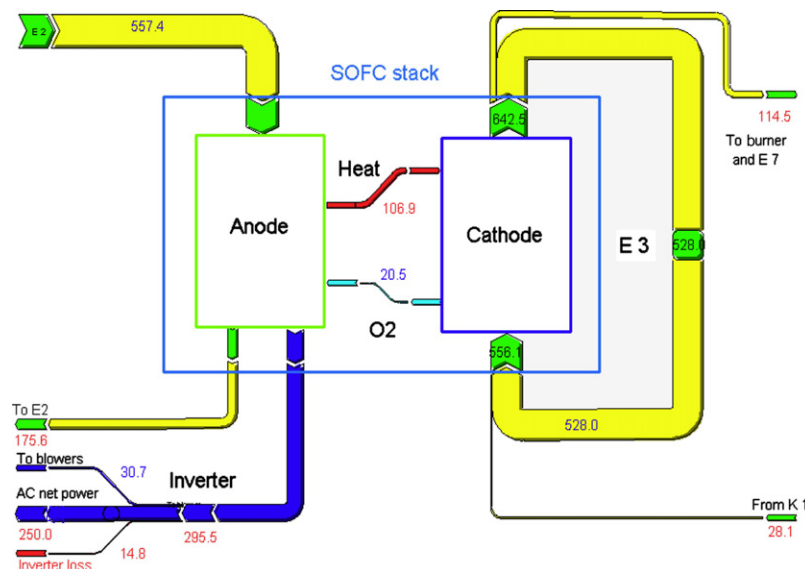 E 2
557.4
SOFC stack
642.5
114.5
To burner
and E 7
Heat
106.9
Anode
Cathode
E 3
528.0
20.5
O2
556.1
To E2
175.6
528.0
To blowers
30.7
Inverter
AC net power
250.0
295.5
From K 1
28.1
14.8
Inverter loss